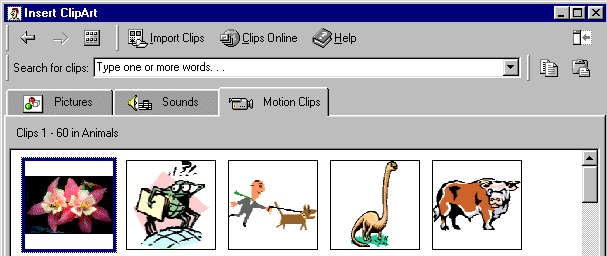 Insert ClipArt
Import Clips Clips Online Help
Search for clips: Type one or more words. . .
Pictures Sounds Motion Clips
Clips 1 - 60 in Animals
?!